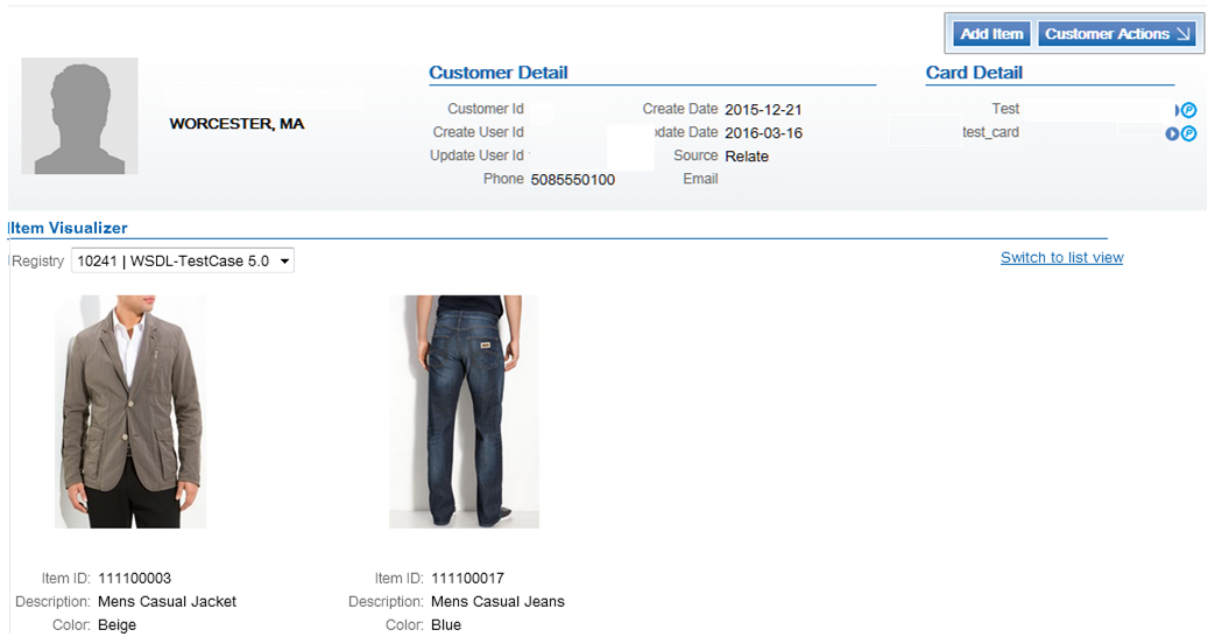 Add Item Customer Actions
Customer Detail Card Detail
Customer Id Create Date 2015-12-21 Test
WORCESTER, MA
Create User Id Date 2016-03-16 test_card
Update User Id Source Relate
Phone 5085550100 Email
Item Visualizer
Registry 10241 | WSDL-TestCase 5.0 Switch to list view
Item ID: 111100003 Item ID: 111100017
Description: Mens Casual Jacket Description: Mens Casual Jeans
Color: Beige Color: Blue